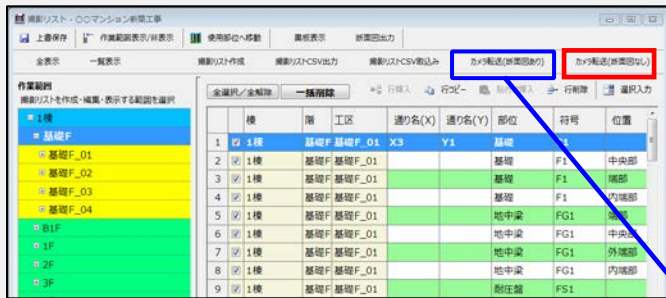 撮影リスト - 〇〇マンション新築工事
上書保存 作業範囲表示/非表示 使用部位へ移動 黒板表示 断面図出力
全表示 一覧表示 撮影リスト作成 撮影リストCSV出力 撮影リストCSV取込み カメラ転送(断面図あり) カメラ転送(断面図なし)
作業範囲
撮影リストを作成・編集・表示する範囲を選択
1棟
基礎F
基礎F_01
基礎F_02
基礎F_03
基礎F_04
B1F
1F
2F
3F
全選択/全解除 一括削除 行挿入 行コピー 行削除 選択入力
棟 階 工区 通り名(X) 通り名(Y) 部位 符号 位置
1 1棟 基礎F 基礎F_01 X3 Y1 基礎
2 1棟 基礎F 基礎F_01 基礎 F1 中央部
3 1棟 基礎F 基礎F_01 基礎 F1 端部
4 1棟 基礎F 基礎F_01 基礎 F1 内端部
5 1棟 基礎F 基礎F_01 地中梁 FG1 端部
6 1棟 基礎F 基礎F_01 地中梁 FG1 中央部
7 1棟 基礎F 基礎F_01 地中梁 FG1 外端部
8 1棟 基礎F 基礎F_01 地中梁 FG1 内端部
9 1棟 基礎F 基礎F_01 耐圧盤 FS1